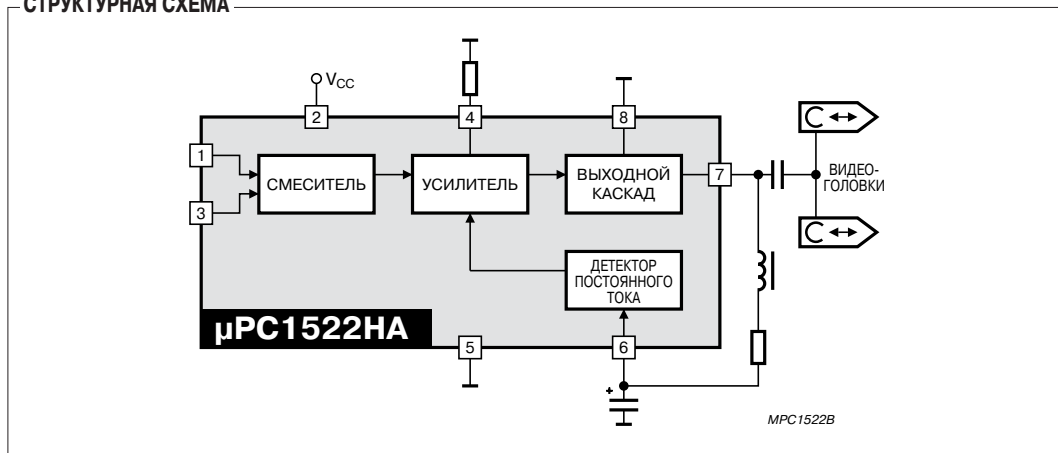 СТРУКТУРНАЯ СХЕМА
VCC
2
4
8
1
3
СМЕСИТЕЛЬ
УСИЛИТЕЛЬ
ВЫХОДНОЙ
КАСКАД
7
ВИДЕО-
ГОЛОВКИ
ДЕТЕКТОР
ПОСТОЯННОГО
ТОКА
µPC1522HA
5
6
+
MPC1522B